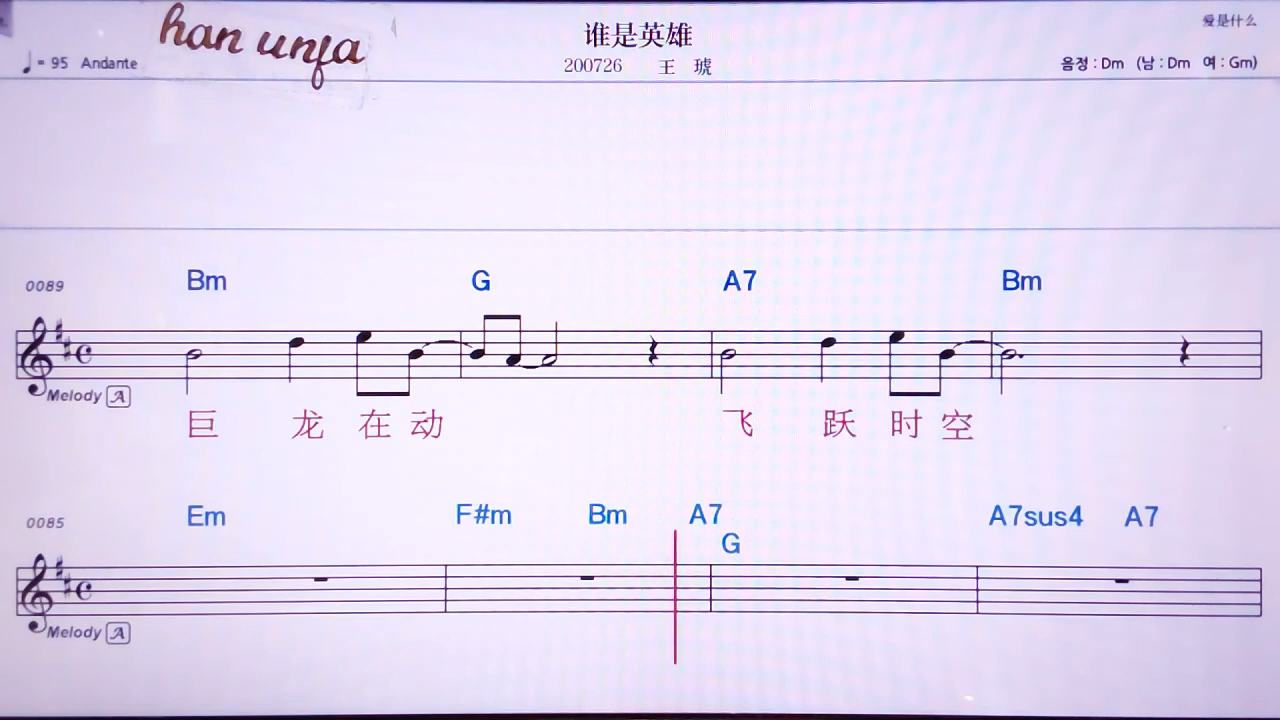 han unfa
谁是英雄
爱是什么
♩= 95 Andante
200726 王 琥
음정 : Dm (남 : Dm 여 : Gm)
0089 Bm G A7 Bm
Melody A
巨 龙 在 动 飞 跃 时 空
0085 Em F#m Bm A7 A7sus4 A7
G
Melody A